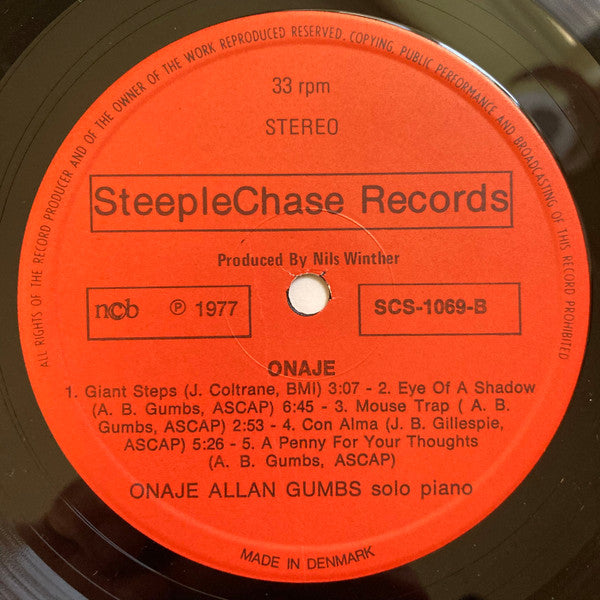 ALL RIGHTS OF THE RECORD PRODUCER AND OF THE OWNER OF THE WORK REPRODUCED RESERVED. COPYING, PUBLIC PERFORMANCE AND BROADCASTING OF THIS RECORD PROHIBITED
33 rpm
STEREO
SteepleChase Records
Produced By Nils Winther
ncb ℗ 1977
SCS-1069-B
ONAJE
1. Giant Steps (J. Coltrane, BMI) 3:07 - 2. Eye Of A Shadow
(A. B. Gumbs, ASCAP) 6:45 - 3. Mouse Trap ( A. B.
Gumbs, ASCAP) 2:53 - 4. Con Alma (J. B. Gillespie,
ASCAP) 5:26 - 5. A Penny For Your Thoughts
(A. B. Gumbs, ASCAP)
ONAJE ALLAN GUMBS solo piano
MADE IN DENMARK